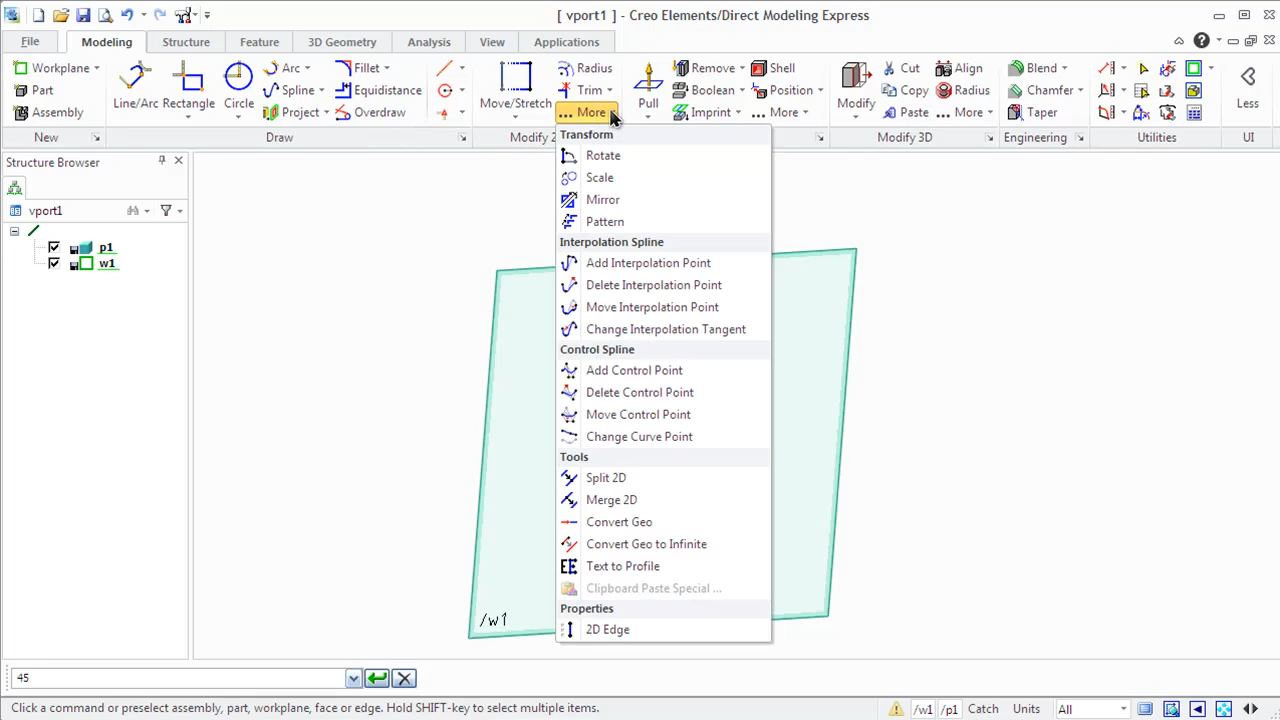 [ vport1 ] - Creo Elements/Direct Modeling Express
File Modeling Structure Feature 3D Geometry Analysis View Applications
Workplane Arc Fillet Radius Remove Shell Cut Align Blend
Part Spline Equidistance Trim Boolean Position Copy Radius Chamfer
Line/Arc Rectangle Circle Move/Stretch Pull Modify Less
Assembly Project Overdraw ... More Imprint ... More Paste ... More Taper
New Draw Modify 2 Modify 3D Engineering Utilities UI
Structure Browser
vport1
p1
w1
Transform
Rotate
Scale
Mirror
Pattern
Interpolation Spline
Add Interpolation Point
Delete Interpolation Point
Move Interpolation Point
Change Interpolation Tangent
Control Spline
Add Control Point
Delete Control Point
Move Control Point
Change Curve Point
Tools
Split 2D
Merge 2D
Convert Geo
Convert Geo to Infinite
Text to Profile
Clipboard Paste Special ...
Properties
2D Edge
/w1
45
Click a command or preselect assembly, part, workplane, face or edge. Hold SHIFT-key to select multiple items. /w1 /p1 Catch Units All